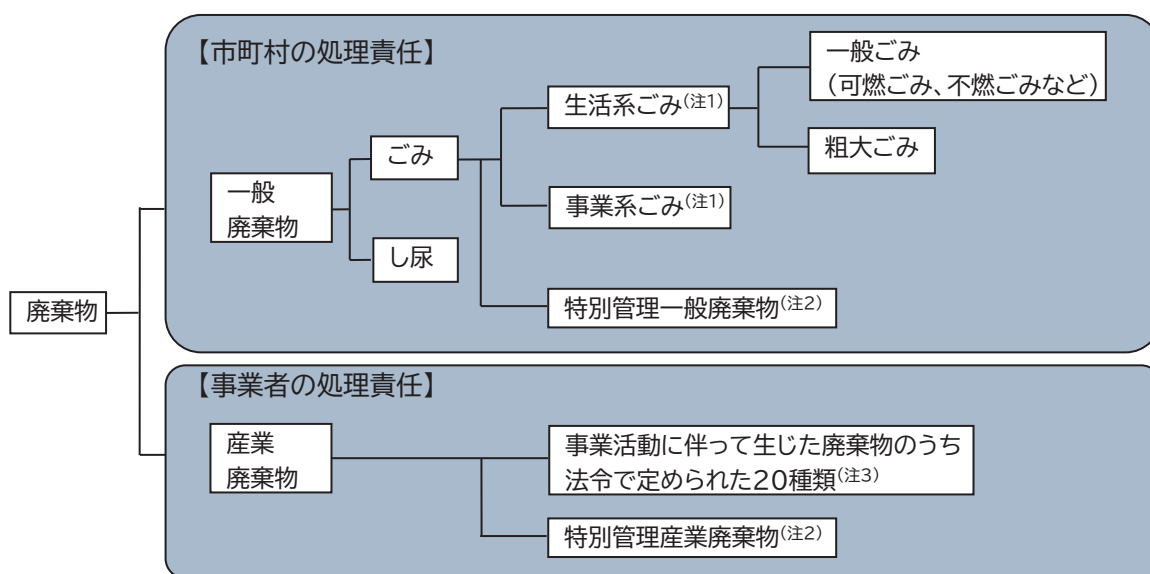 【市町村の処理責任】
一般ごみ
（可燃ごみ、不燃ごみなど）
生活系ごみ(注1)
粗大ごみ
ごみ
一般
廃棄物
事業系ごみ(注1)
し尿
特別管理一般廃棄物(注2)
廃棄物
【事業者の処理責任】
産業
廃棄物
事業活動に伴って生じた廃棄物のうち
法令で定められた20種類(注3)
特別管理産業廃棄物(注2)